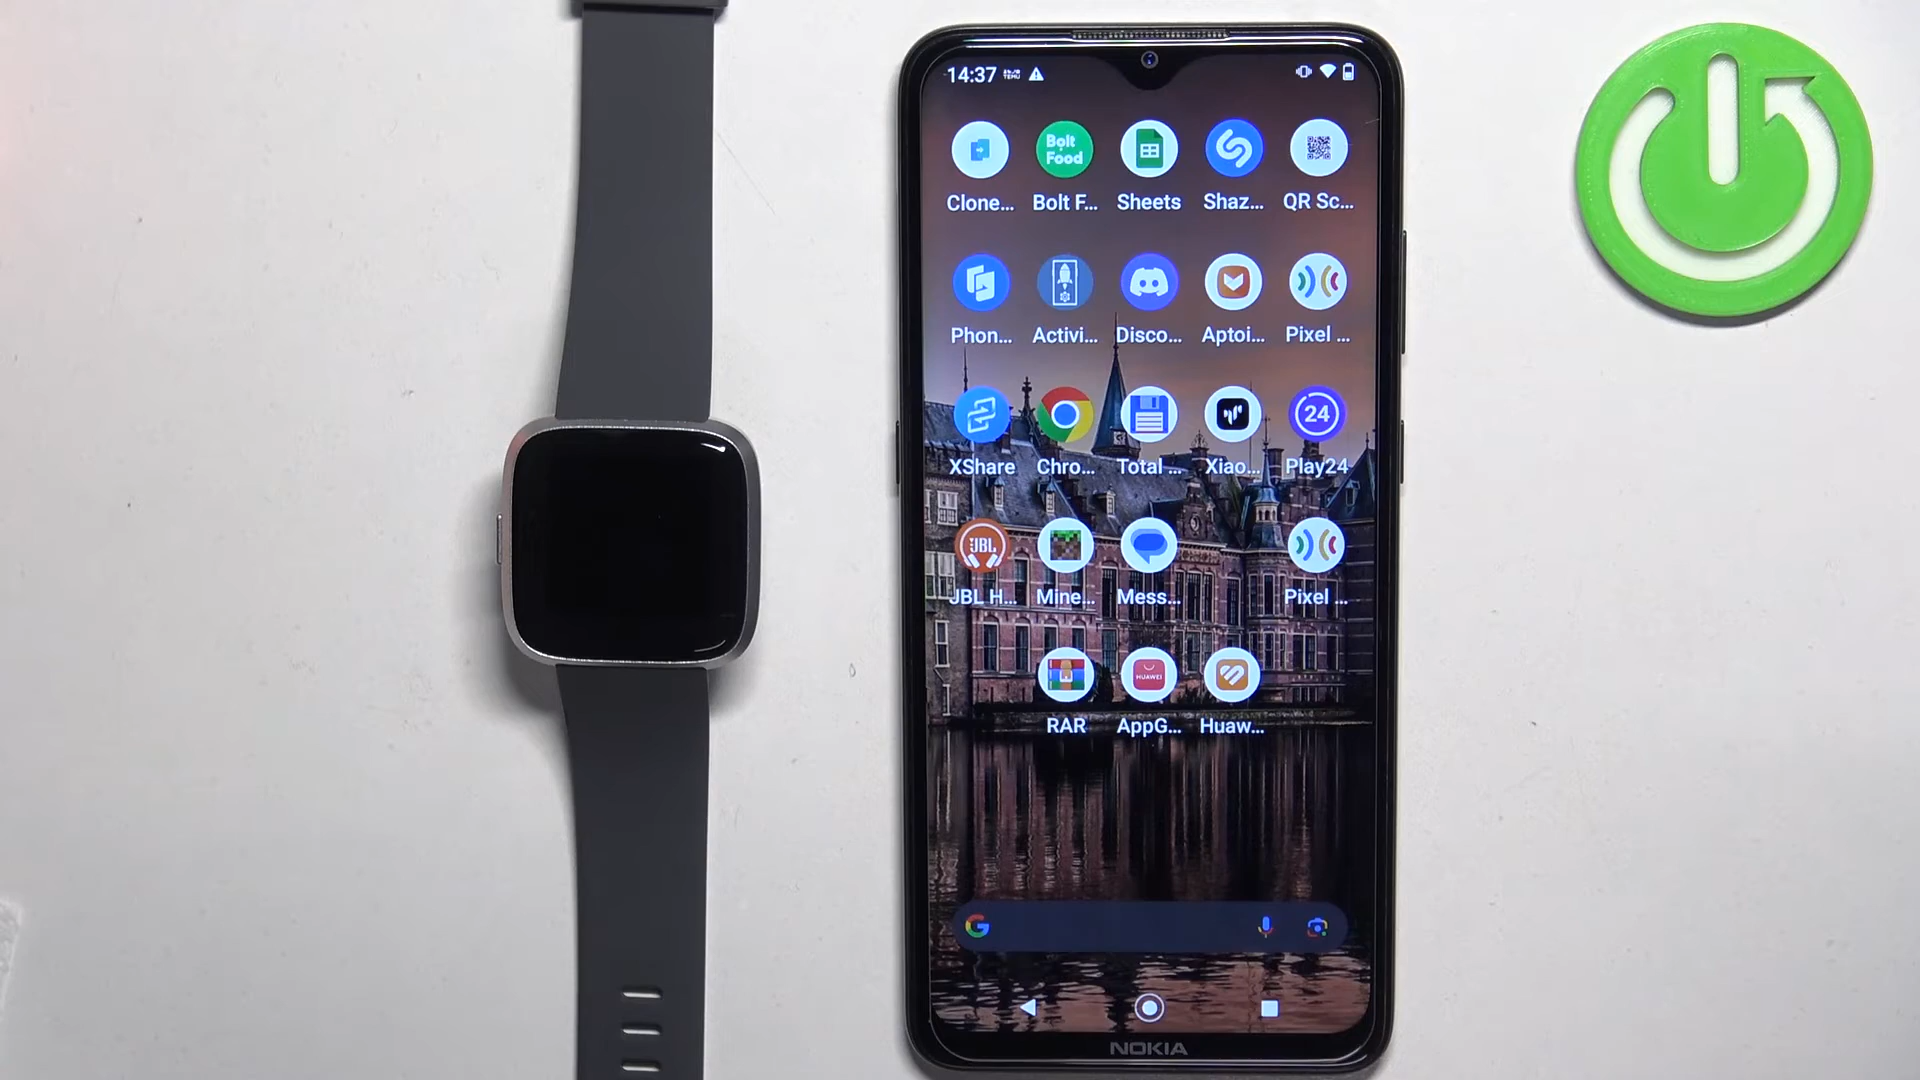 14:37
Bolt
Food
Clone... Bolt F... Sheets Shaz... QR Sc...
Phon... Activi... Disco... Aptoi... Pixel ...
24
XShare Chro... Total ... Xiao... Play24
JBL
JBL H... Mine... Mess... Pixel ...
HUAWEI
RAR AppG... Huaw...
G
NOKIA